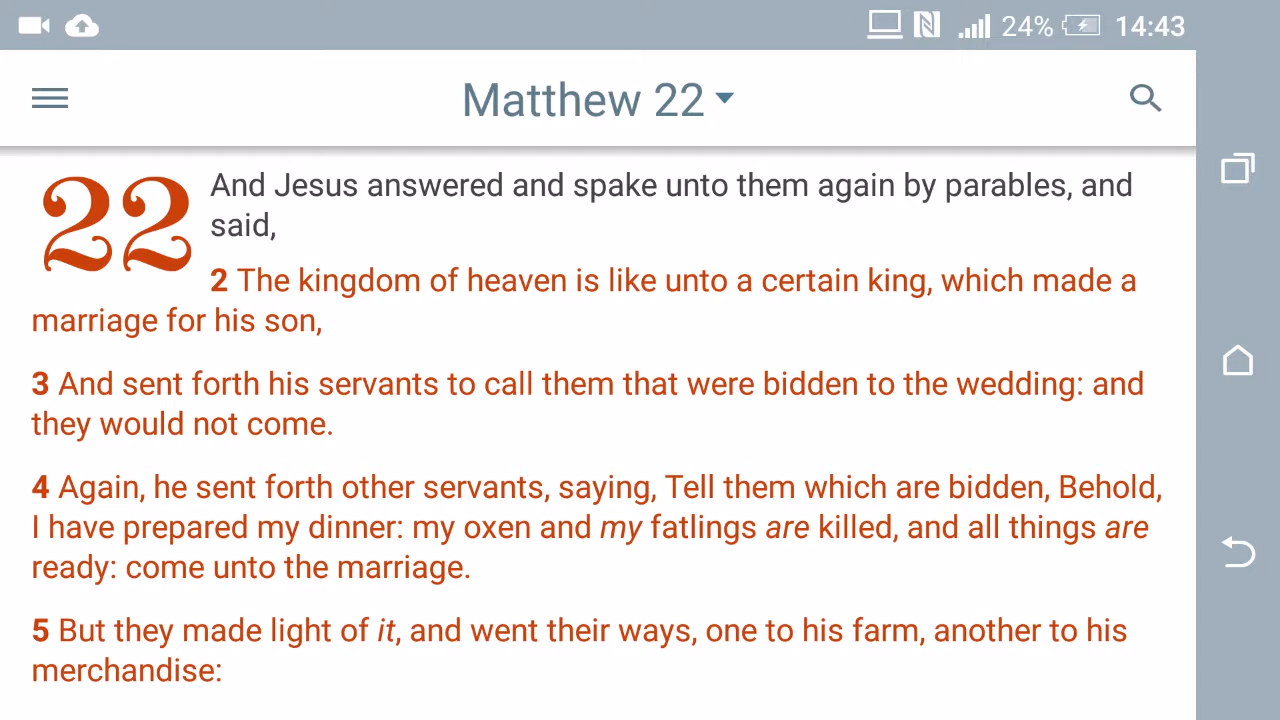 24% 14:43
Matthew 22
22 And Jesus answered and spake unto them again by parables, and
said,
2 The kingdom of heaven is like unto a certain king, which made a
marriage for his son,
3 And sent forth his servants to call them that were bidden to the wedding: and
they would not come.
4 Again, he sent forth other servants, saying, Tell them which are bidden, Behold,
I have prepared my dinner: my oxen and my fatlings are killed, and all things are
ready: come unto the marriage.
5 But they made light of it, and went their ways, one to his farm, another to his
merchandise: